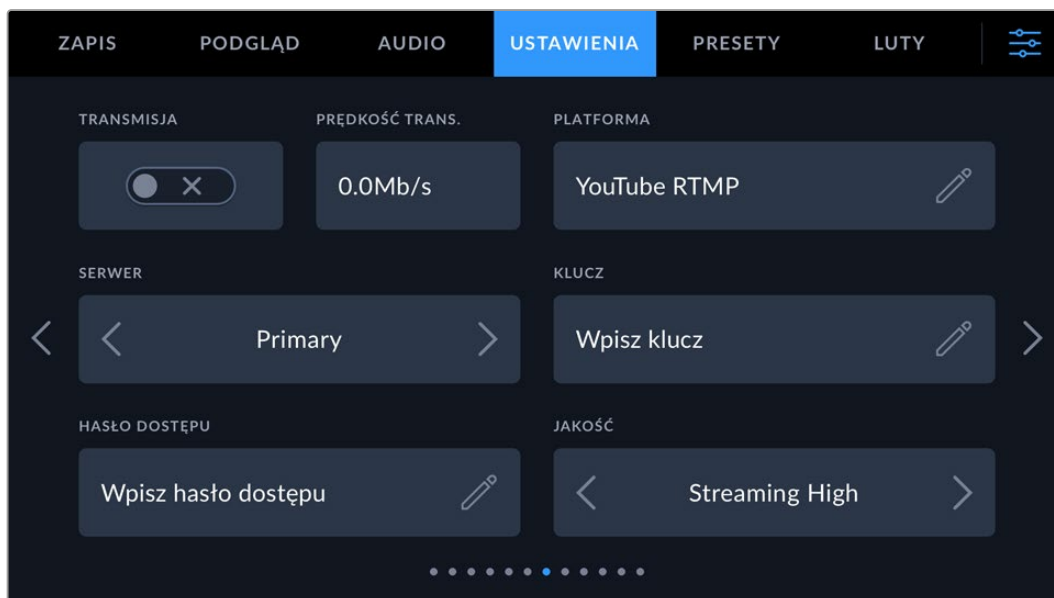 ZAPIS PODGLĄD AUDIO USTAWIENIA PRESETY LUTY
TRANSMISJA PRĘDKOŚĆ TRANS. PLATFORMA
0.0Mb/s YouTube RTMP
SERWER KLUCZ
Primary Wpisz klucz
HASŁO DOSTĘPU JAKOŚĆ
Wpisz hasło dostępu Streaming High